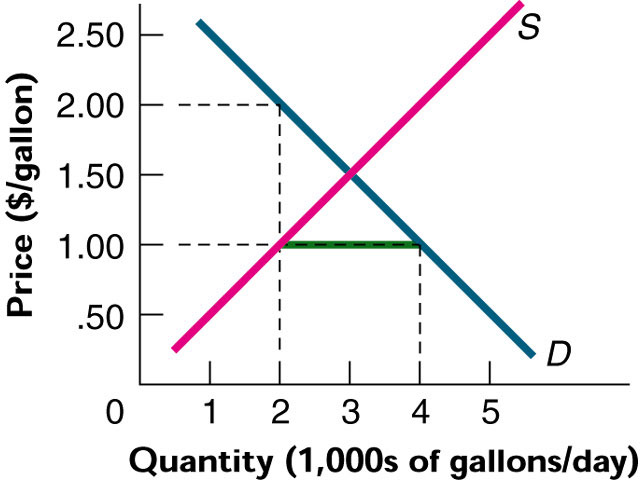 Price ($/gallon)
2.50
2.00
1.50
1.00
.50
0
1 2 3 4 5
S
D
Quantity (1,000s of gallons/day)